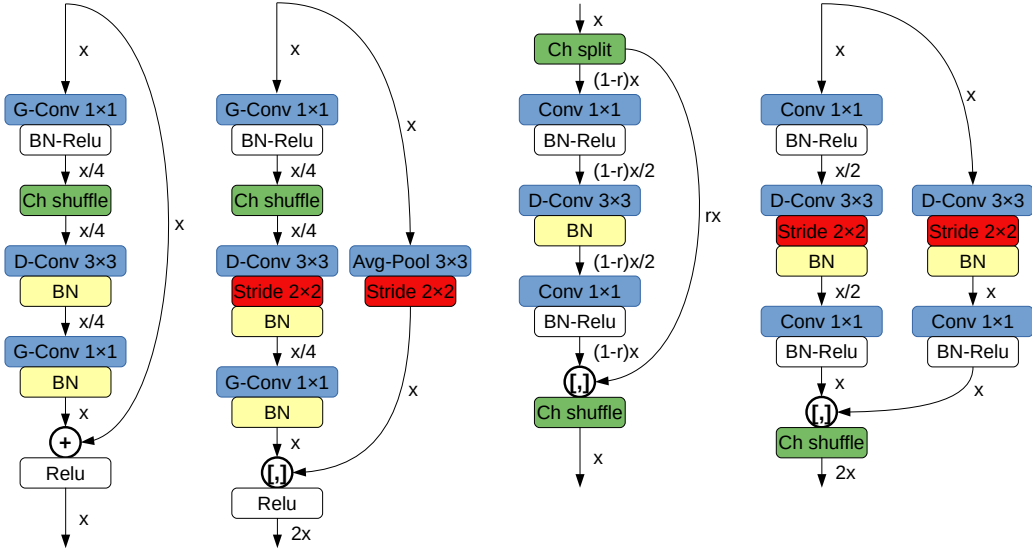 x
G-Conv 1×1
BN-Relu
x/4
Ch shuffle
x/4
D-Conv 3×3
BN
x/4
G-Conv 1×1
BN
x
+
Relu
x
x
x
G-Conv 1×1
BN-Relu
x/4
Ch shuffle
x/4
D-Conv 3×3
Stride 2×2
BN
x/4
G-Conv 1×1
BN
x
[,]
Relu
2x
x
Avg-Pool 3×3
Stride 2×2
x
x
Ch split
(1-r)x
Conv 1×1
BN-Relu
(1-r)x/2
D-Conv 3×3
BN
(1-r)x/2
Conv 1×1
BN-Relu
(1-r)x
[,]
Ch shuffle
x
rx
x
Conv 1×1
BN-Relu
x/2
D-Conv 3×3
Stride 2×2
BN
x/2
Conv 1×1
BN-Relu
x
[,]
Ch shuffle
2x
x
D-Conv 3×3
Stride 2×2
BN
x
Conv 1×1
BN-Relu
x